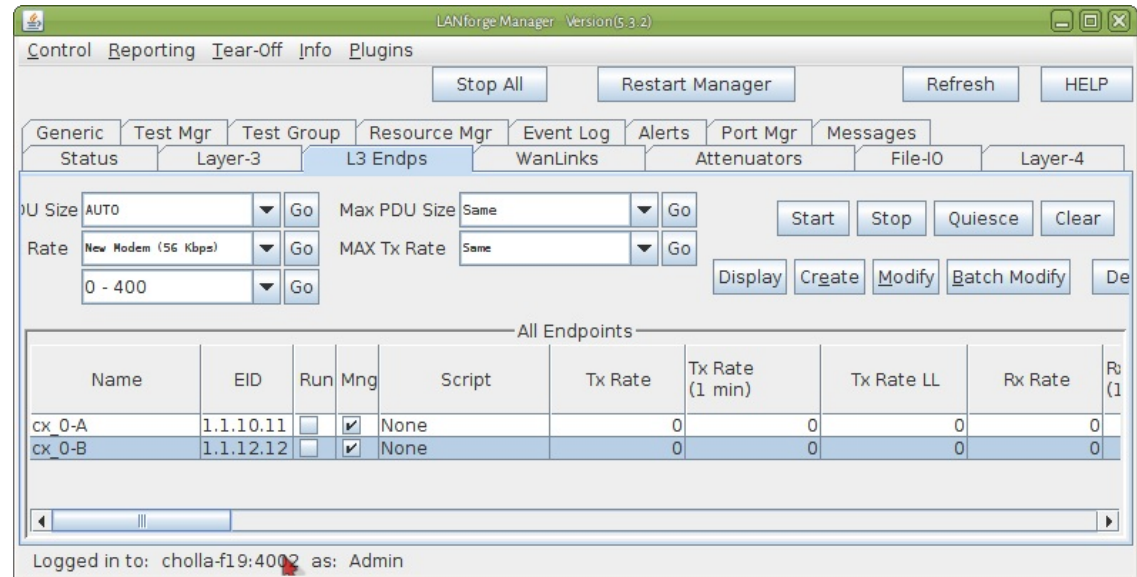 LANforge Manager Version(5.3.2)
Control Reporting Tear-Off Info Plugins
Stop All Restart Manager Refresh HELP
Generic Test Mgr Test Group Resource Mgr Event Log Alerts Port Mgr Messages
Status Layer-3 L3 Endps WanLinks Attenuators File-IO Layer-4
DU Size AUTO Go Max PDU Size Same Go Start Stop Quiesce Clear
Rate New Modem (56 Kbps) Go MAX Tx Rate Same Go
0 - 400 Go Display Create Modify Batch Modify De
All Endpoints
Name EID Run Mng Script Tx Rate Tx Rate (1 min) Tx Rate LL Rx Rate
cx_0-A 1.1.10.11 None 0 0 0 0
cx_0-B 1.1.12.12 None 0 0 0 0
Logged in to: cholla-f19:4002 as: Admin